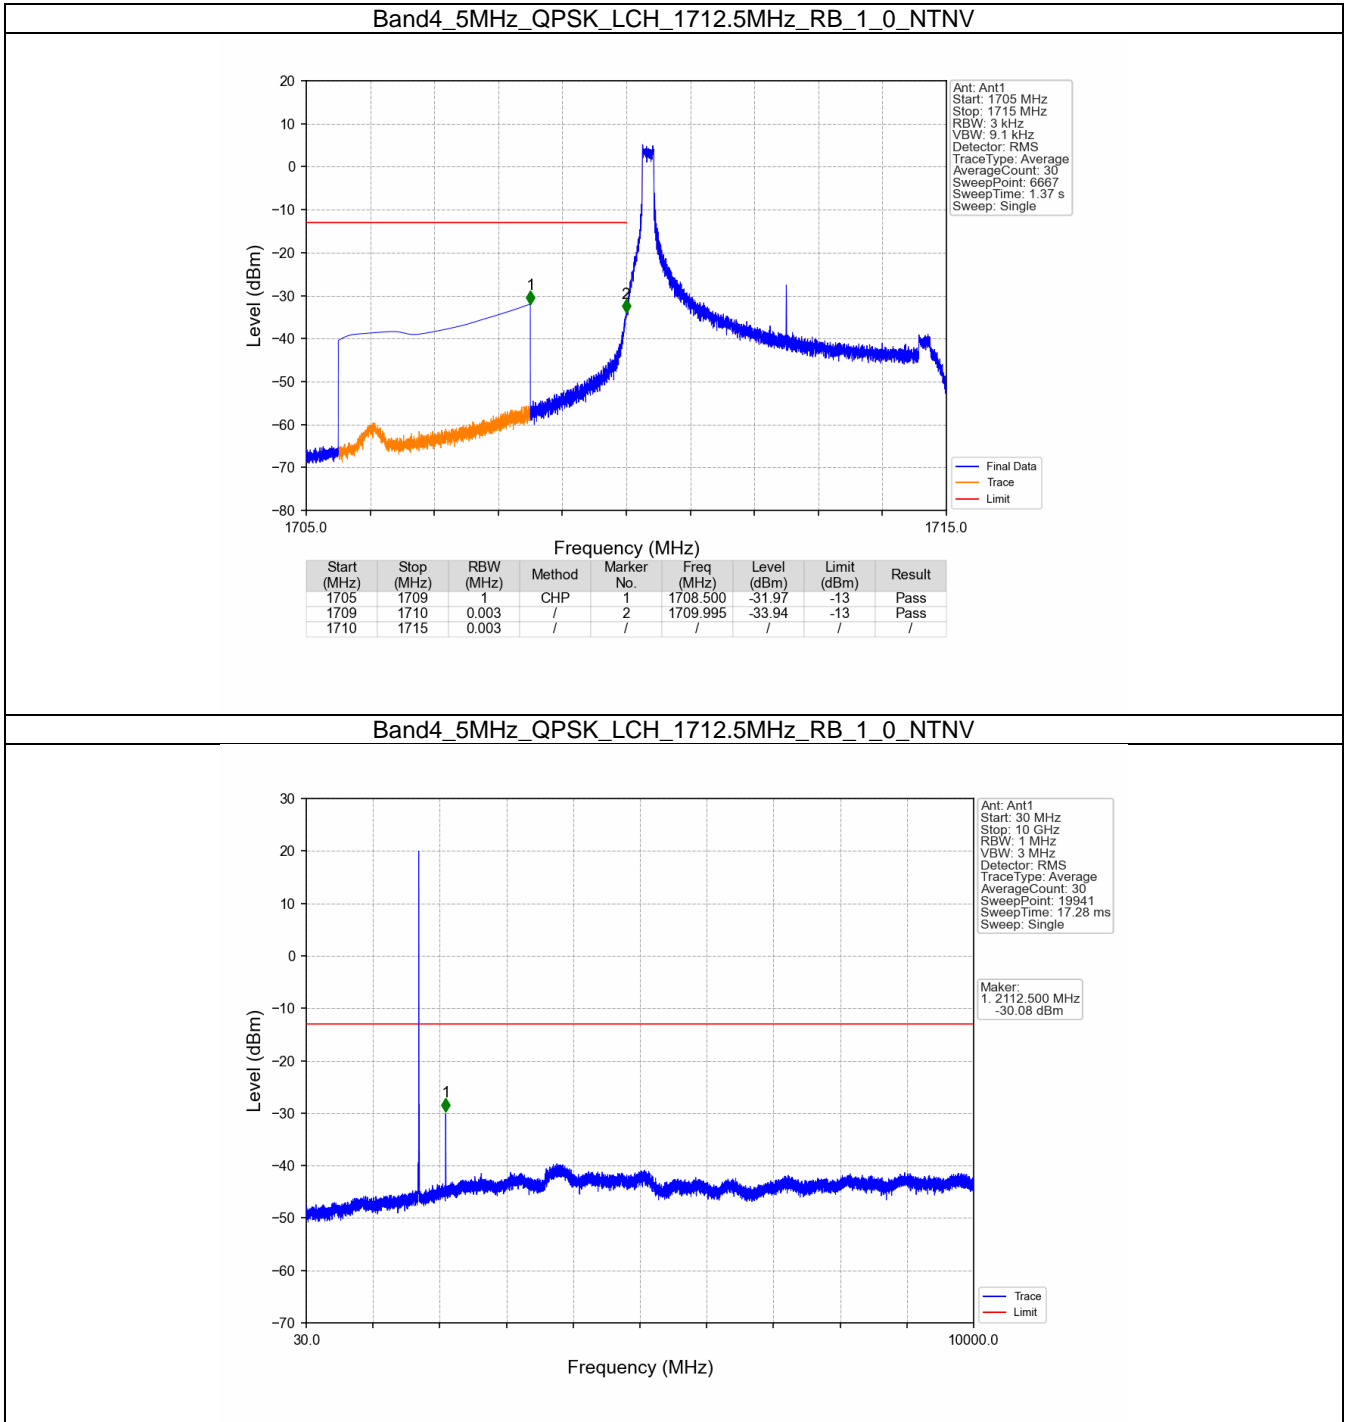 Band4_5MHz_QPSK_LCH_1712.5MHz_RB_1_0_NTNV
20
10
0
−10
−20
−30
−40
−50
−60
−70
−80
Level (dBm)
1
2
1705.0
1715.0
Frequency (MHz)
Ant: Ant1
Start: 1705 MHz
Stop: 1715 MHz
RBW: 3 kHz
VBW: 9.1 kHz
Detector: RMS
TraceType: Average
AverageCount: 30
SweepPoint: 6667
SweepTime: 1.37 s
Sweep: Single
Final Data
Trace
Limit
Start (MHz) Stop (MHz) RBW (MHz) Method Marker No. Freq (MHz) Level (dBm) Limit (dBm) Result
1705 1709 1 CHP 1 1708.500 -31.97 -13 Pass
1709 1710 0.003 / 2 1709.995 -33.94 -13 Pass
1710 1715 0.003 / / / / / /
Band4_5MHz_QPSK_LCH_1712.5MHz_RB_1_0_NTNV
30
20
10
0
−10
−20
−30
−40
−50
−60
−70
Level (dBm)
1
30.0
10000.0
Frequency (MHz)
Ant: Ant1
Start: 30 MHz
Stop: 10 GHz
RBW: 1 MHz
VBW: 3 MHz
Detector: RMS
TraceType: Average
AverageCount: 30
SweepPoint: 19941
SweepTime: 17.28 ms
Sweep: Single
Maker:
1. 2112.500 MHz
-30.08 dBm
Trace
Limit